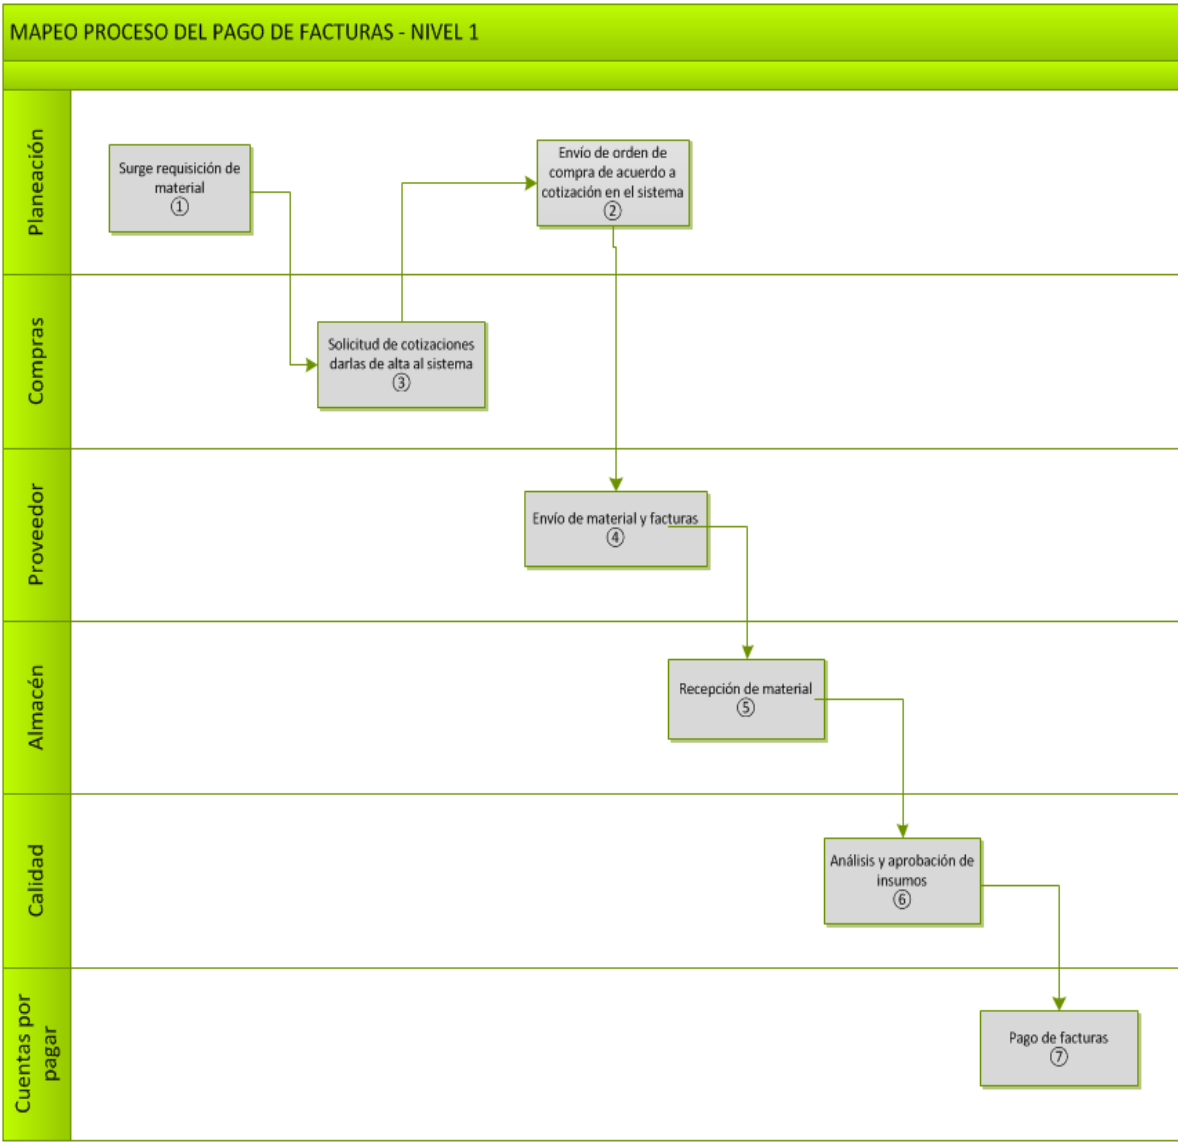 MAPEO PROCESO DEL PAGO DE FACTURAS - NIVEL 1
Planeación
Surge requisición de
material
①
Envío de orden de
compra de acuerdo a
cotización en el sistema
②
Compras
Solicitud de cotizaciones
darlas de alta al sistema
③
Proveedor
Envío de material y facturas
④
Almacén
Recepción de material
⑤
Calidad
Análisis y aprobación de
insumos
⑥
Cuentas por
pagar
Pago de facturas
⑦